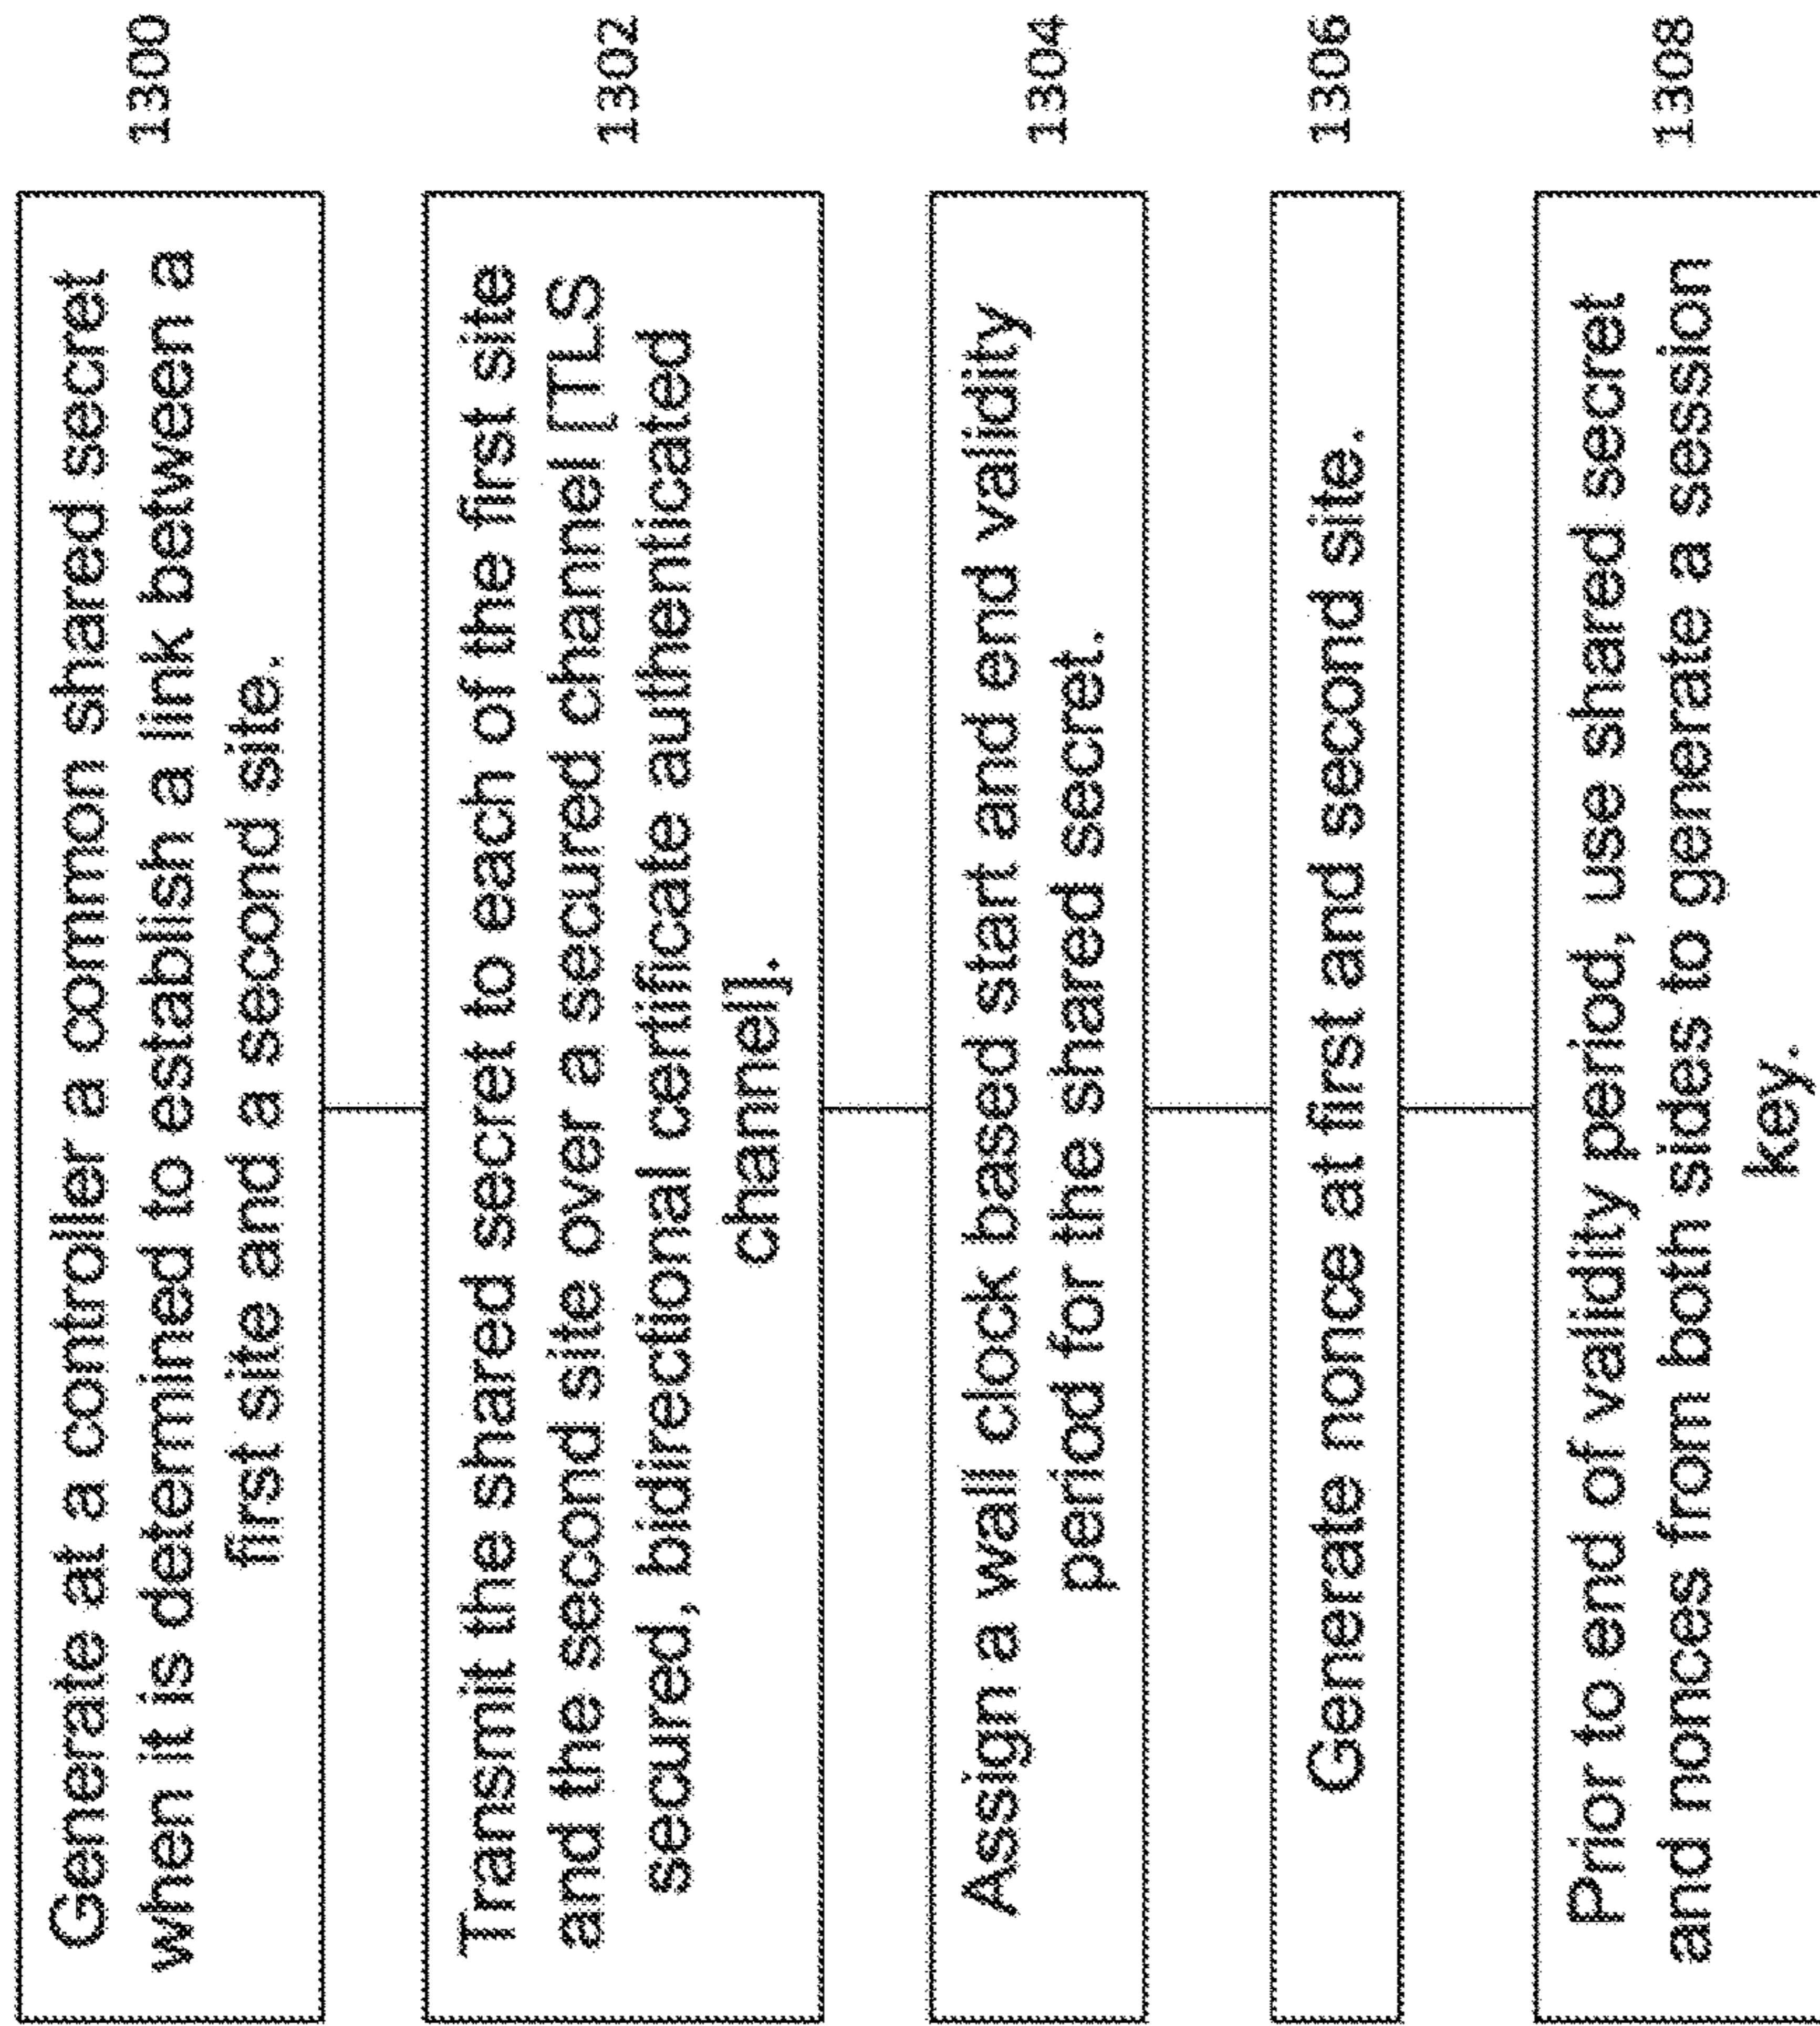 Generate at a controller a common shared secret
when it is determined to establish a link between a
first site and a second site.
1300
Transmit the shared secret to each of the first site
and the second site over a secured channel [TLS
secured, bidirectional certificate authenticated
channel].
1302
Assign a wall clock based start and end validity
period for the shared secret.
1304
Generate nonce at first and second site.
1306
Prior to end of validity period, use shared secret
and nonces from both sides to generate a session
key.
1308